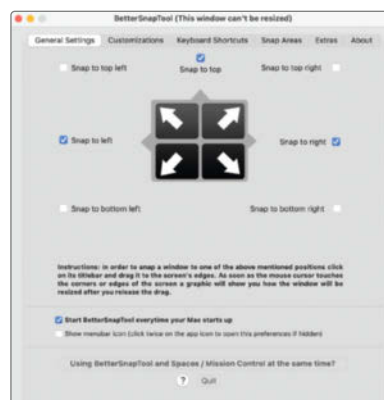 BetterSnapTool (This window can't be resized)
General Settings Customizations Keyboard Shortcuts Snap Areas Extras About
Snap to top left Snap to top Snap to top right
Snap to left Snap to right
Snap to bottom left Snap to bottom right
Instructions: in order to snap a window to one of the above mentioned positions click
on its titlebar and drag it to the screen's edges. As soon as the mouse cursor touches
the corners or edges of the screen a graphic will show you how the window will be
resized after you release the drag.
Start BetterSnapTool everytime your Mac starts up
Show menubar icon (click twice on the app icon to open this preferences if hidden)
Using BetterSnapTool and Spaces / Mission Control at the same time?
? Quit